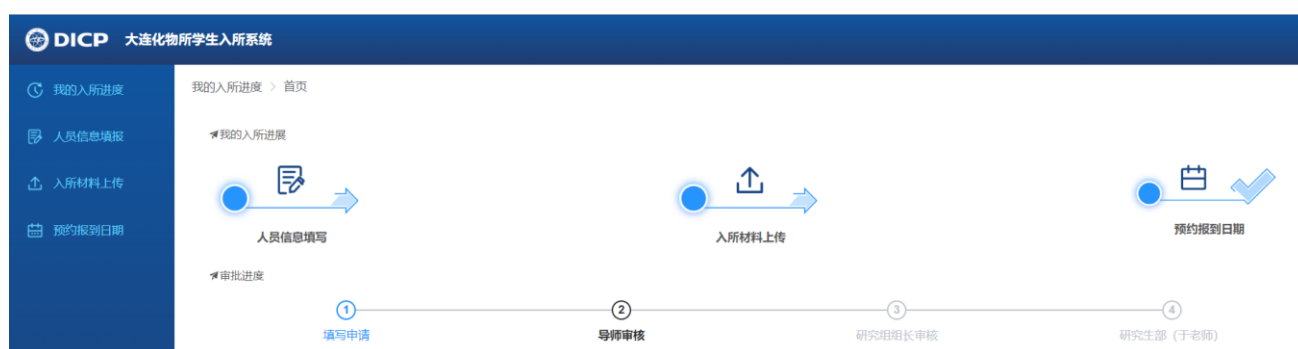 DICP 大连化物所学生入所系统
我的入所进度
人员信息填报
入所材料上传
预约报到日期
我的入所进度 > 首页
我的入所进展
人员信息填写
入所材料上传
预约报到日期
审批进度
1 2 3 4
填写申请 导师审核 研究组组长审核 研究生部（于老师）